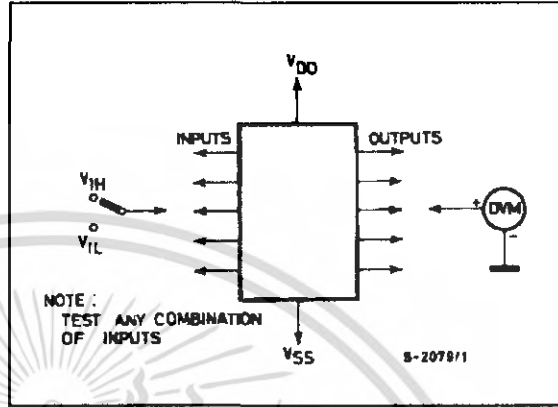 VDD
INPUTS
OUTPUTS
VIH
VIL
+
DVM
-
NOTE :
TEST ANY COMBINATION
OF INPUTS
VSS
S-2079/1